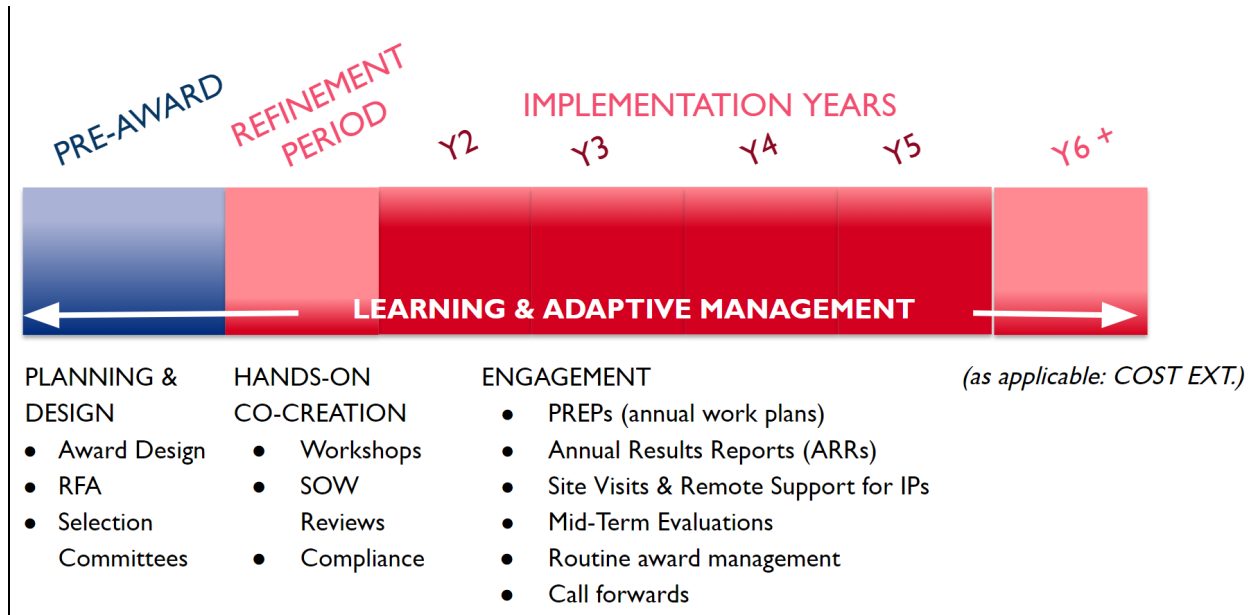 PRE-AWARD
REFINEMENT
PERIOD
IMPLEMENTATION YEARS
Y2
Y3
Y4
Y5
Y6 +
LEARNING & ADAPTIVE MANAGEMENT
PLANNING &
DESIGN
● Award Design
● RFA
● Selection
Committees
HANDS-ON
CO-CREATION
● Workshops
● SOW
Reviews
● Compliance
ENGAGEMENT
● PREPs (annual work plans)
● Annual Results Reports (ARRs)
● Site Visits & Remote Support for IPs
● Mid-Term Evaluations
● Routine award management
● Call forwards
(as applicable: COST EXT.)